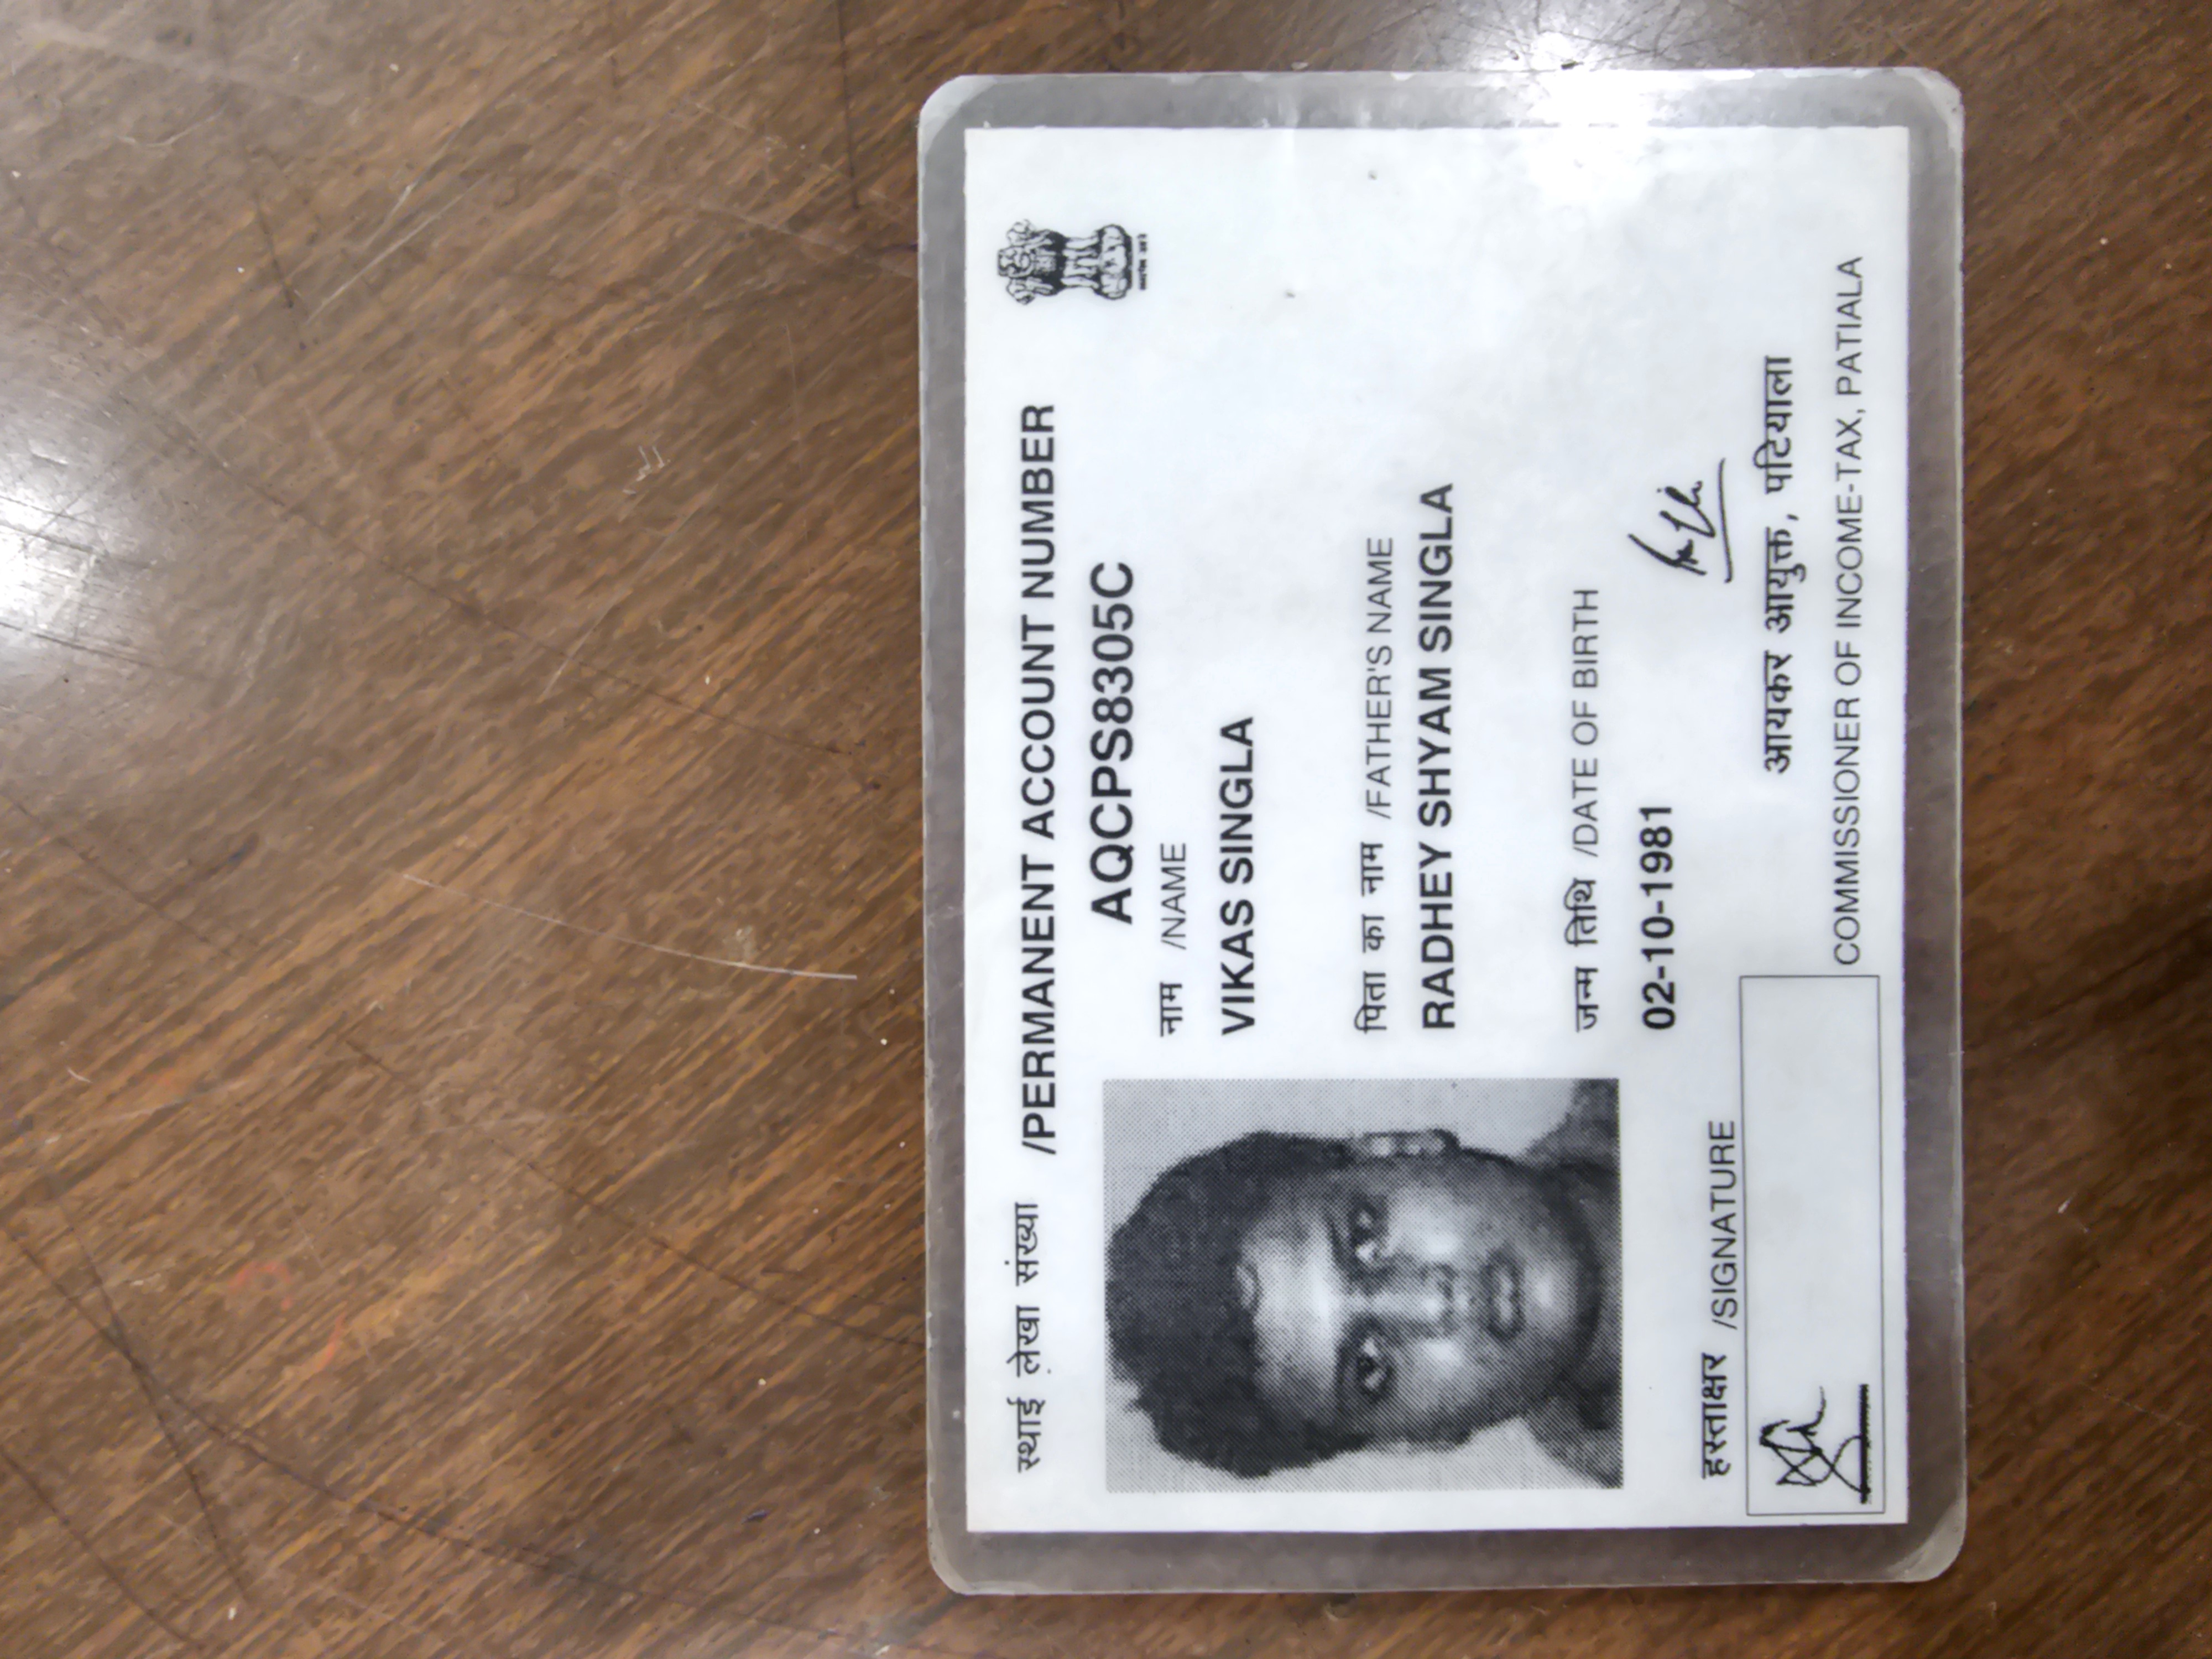 स्थाई लेखा संख्या /PERMANENT ACCOUNT NUMBER
AQCPS8305C
नाम /NAME
VIKAS SINGLA
पिता का नाम /FATHER'S NAME
RADHEY SHYAM SINGLA
जन्म तिथि /DATE OF BIRTH
02-10-1981
हस्ताक्षर /SIGNATURE
आयकर आयुक्त, पटियाला
COMMISSIONER OF INCOME-TAX, PATIALA